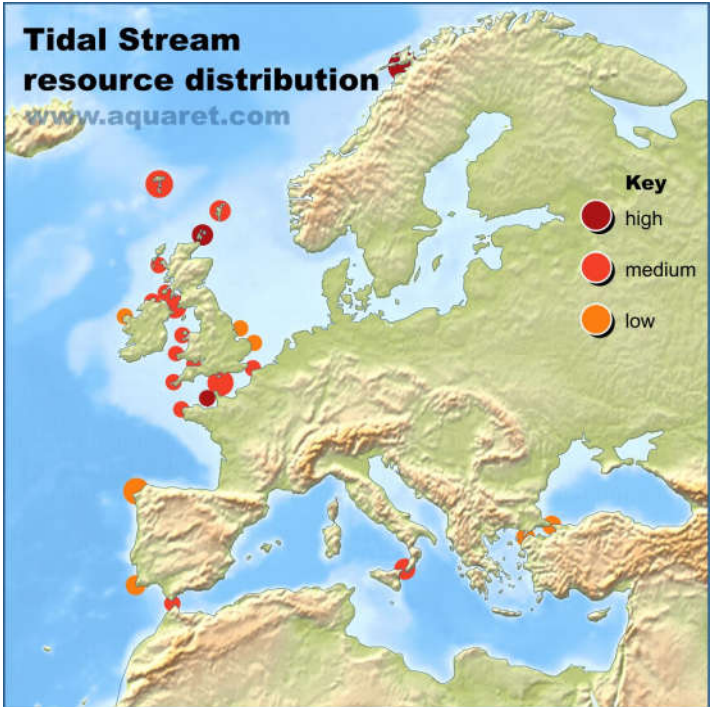 Tidal Stream
resource distribution
www.aquaret.com
Key
high
medium
low